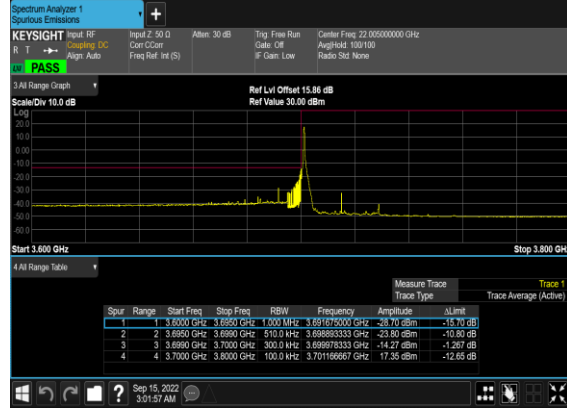 Spectrum Analyzer 1
Spurious Emissions
+
KEYSIGHT Input: RF Input Z: 50 Ω Atten: 30 dB Trig: Free Run Center Freq: 22.005000000 GHz
R T Coupling: DC Corr CCorr Gate: Off Avg|Hold: 100/100
Align: Auto Freq Ref: Int (S) IF Gain: Low Radio Std: None
LW PASS
3 All Range Graph Ref Lvl Offset 15.86 dB
Scale/Div 10.0 dB Ref Value 30.00 dBm
Log
20.0
10.0
0.00
-10.0
-20.0
-30.0
-40.0
-50.0
-60.0
Start 3.600 GHz Stop 3.800 GH
4 All Range Table
Measure Trace Trace 1
Trace Type Trace Average (Active)
Spur Range Start Freq Stop Freq RBW Frequency Amplitude ΔLimit
1 1 3.6000 GHz 3.6950 GHz 1.000 MHz 3.691675000 GHz -28.70 dBm -15.70 dB
2 2 3.6950 GHz 3.6990 GHz 510.0 kHz 3.698893333 GHz -23.80 dBm -10.80 dB
3 3 3.6990 GHz 3.7000 GHz 300.0 kHz 3.699978333 GHz -14.27 dBm -1.267 dB
4 4 3.7000 GHz 3.8000 GHz 100.0 kHz 3.701166667 GHz 17.35 dBm -12.65 dB
? Sep 15, 2022
3:01:57 AM